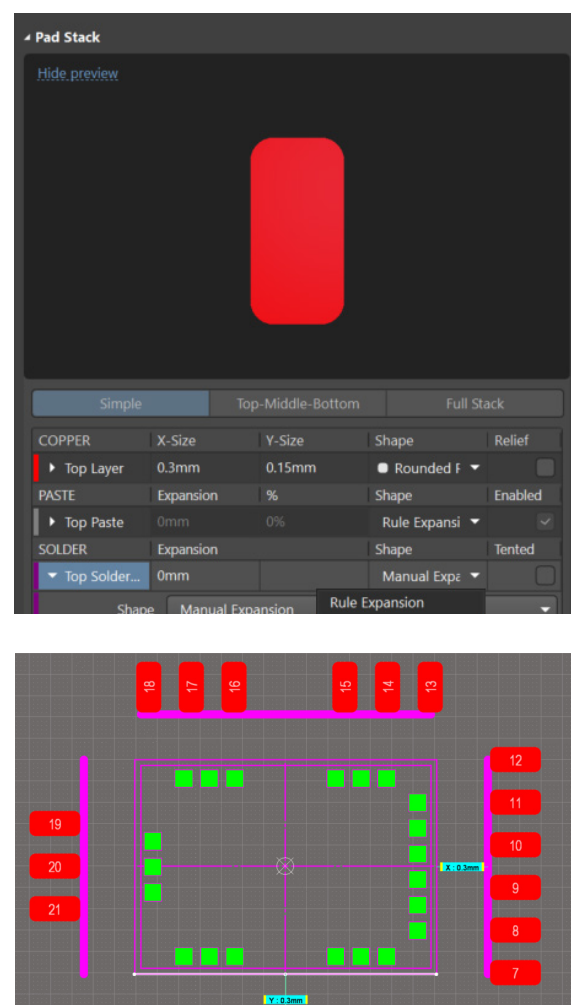 Pad Stack
Hide preview
Simple Top-Middle-Bottom Full Stack
COPPER X-Size Y-Size Shape Relief
Top Layer 0.3mm 0.15mm Rounded F
PASTE Expansion % Shape Enabled
Top Paste 0mm 0% Rule Expansi
SOLDER Expansion Shape Tented
Top Solder... 0mm Manual Expa
Shape Manual Expansion Rule Expansion
18 17 16 15 14 13
12
11
19
10
X : 0.3mm
20
9
21
8
7
Y : 0.3mm